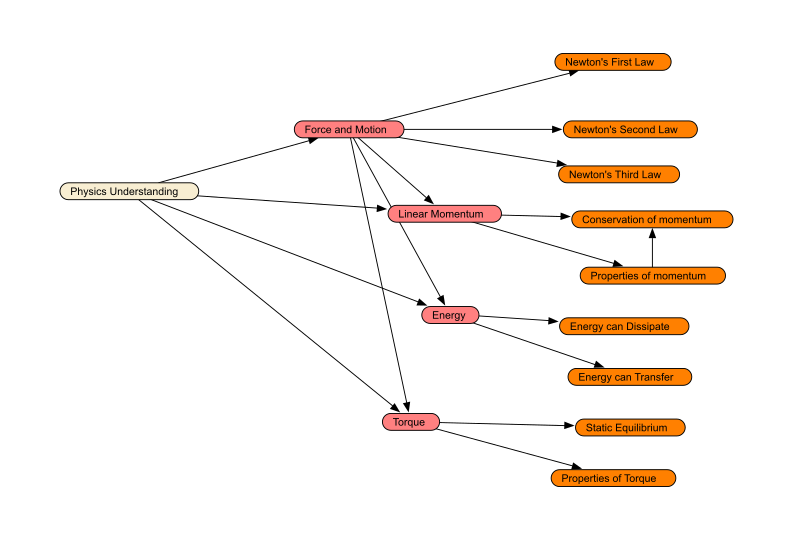 Newton's First Law
Force and Motion
Newton's Second Law
Newton's Third Law
Physics Understanding
Linear Momentum
Conservation of momentum
Properties of momentum
Energy
Energy can Dissipate
Energy can Transfer
Torque
Static Equilibrium
Properties of Torque